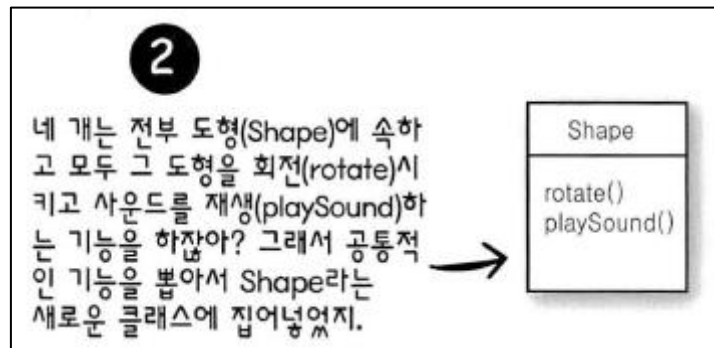 2
네 개는 전부 도형(Shape)에 속하
고 모두 그 도형을 회전(rotate)시
키고 사운드를 재생(playSound)하
는 기능을 하잖아? 그래서 공통적
인 기능을 뽑아서 Shape라는
새로운 클래스에 집어넣었지.
Shape
rotate()
playSound()